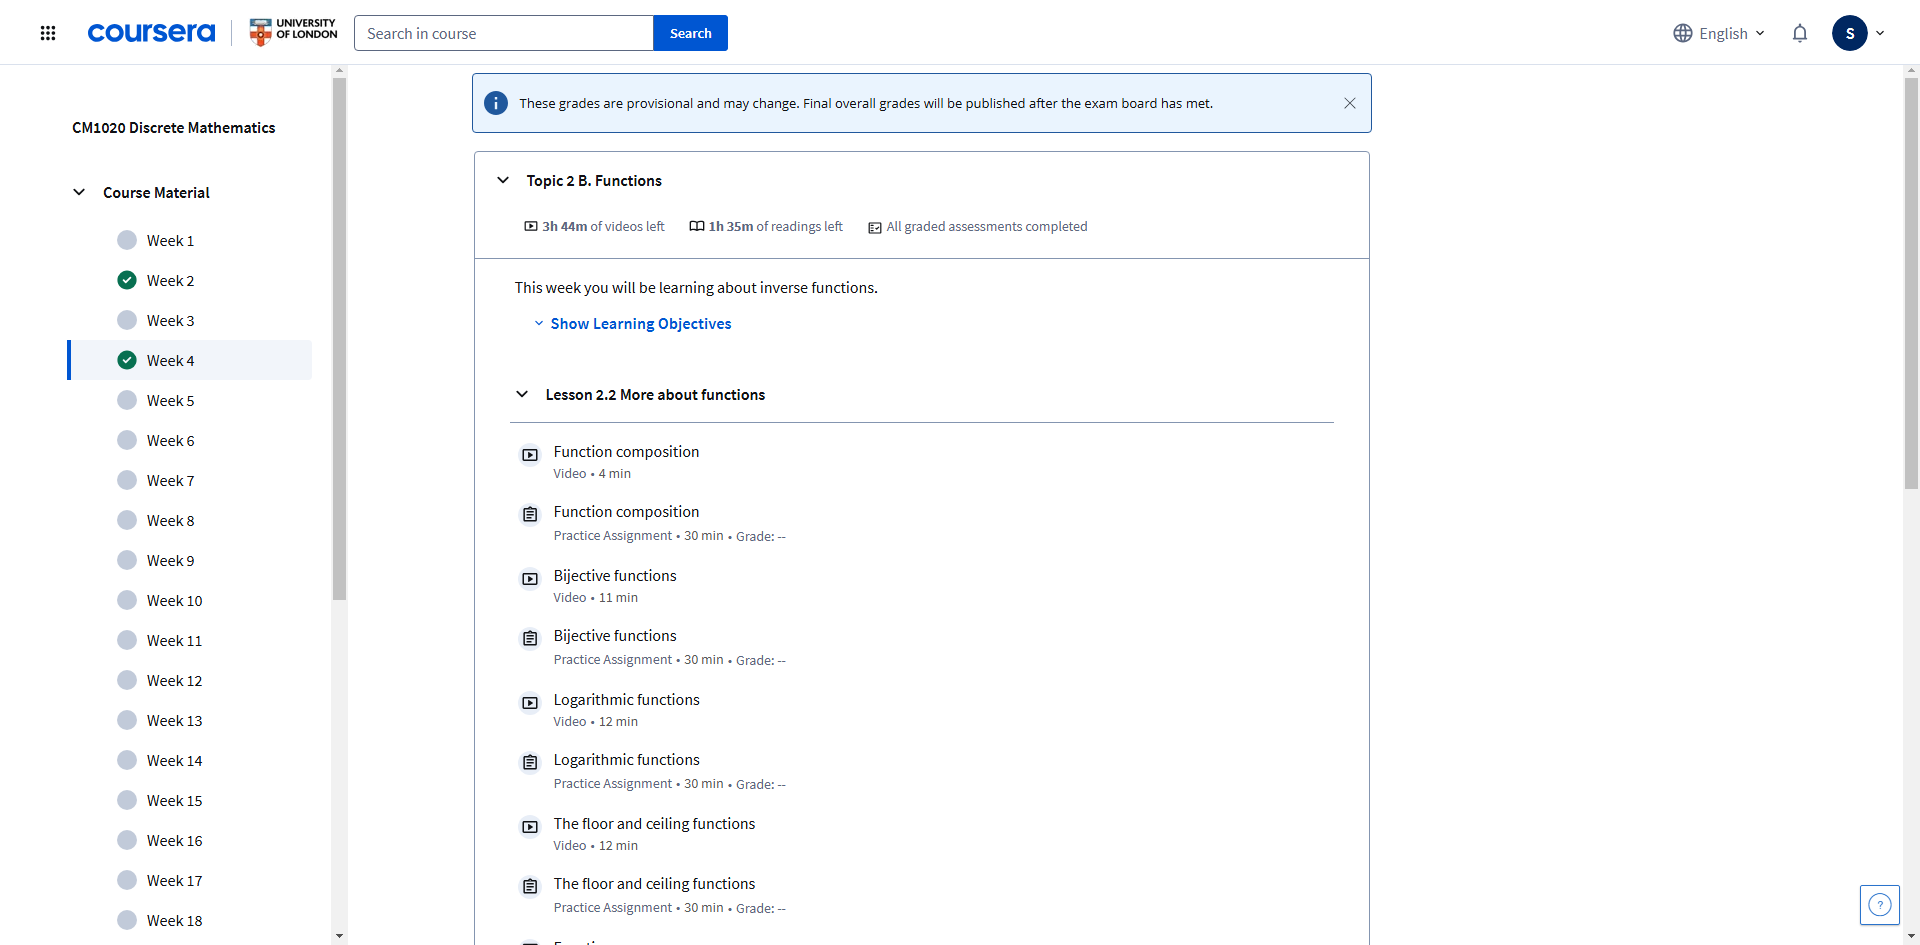 coursera
UNIVERSITY
OF LONDON
Search in course
Search
English
S
CM1020 Discrete Mathematics
Course Material
Week 1
Week 2
Week 3
Week 4
Week 5
Week 6
Week 7
Week 8
Week 9
Week 10
Week 11
Week 12
Week 13
Week 14
Week 15
Week 16
Week 17
Week 18
These grades are provisional and may change. Final overall grades will be published after the exam board has met.
Topic 2 B. Functions
3h 44m of videos left
1h 35m of readings left
All graded assessments completed
This week you will be learning about inverse functions.
Show Learning Objectives
Lesson 2.2 More about functions
Function composition
Video • 4 min
Function composition
Practice Assignment • 30 min • Grade: --
Bijective functions
Video • 11 min
Bijective functions
Practice Assignment • 30 min • Grade: --
Logarithmic functions
Video • 12 min
Logarithmic functions
Practice Assignment • 30 min • Grade: --
The floor and ceiling functions
Video • 12 min
The floor and ceiling functions
Practice Assignment • 30 min • Grade: --
?